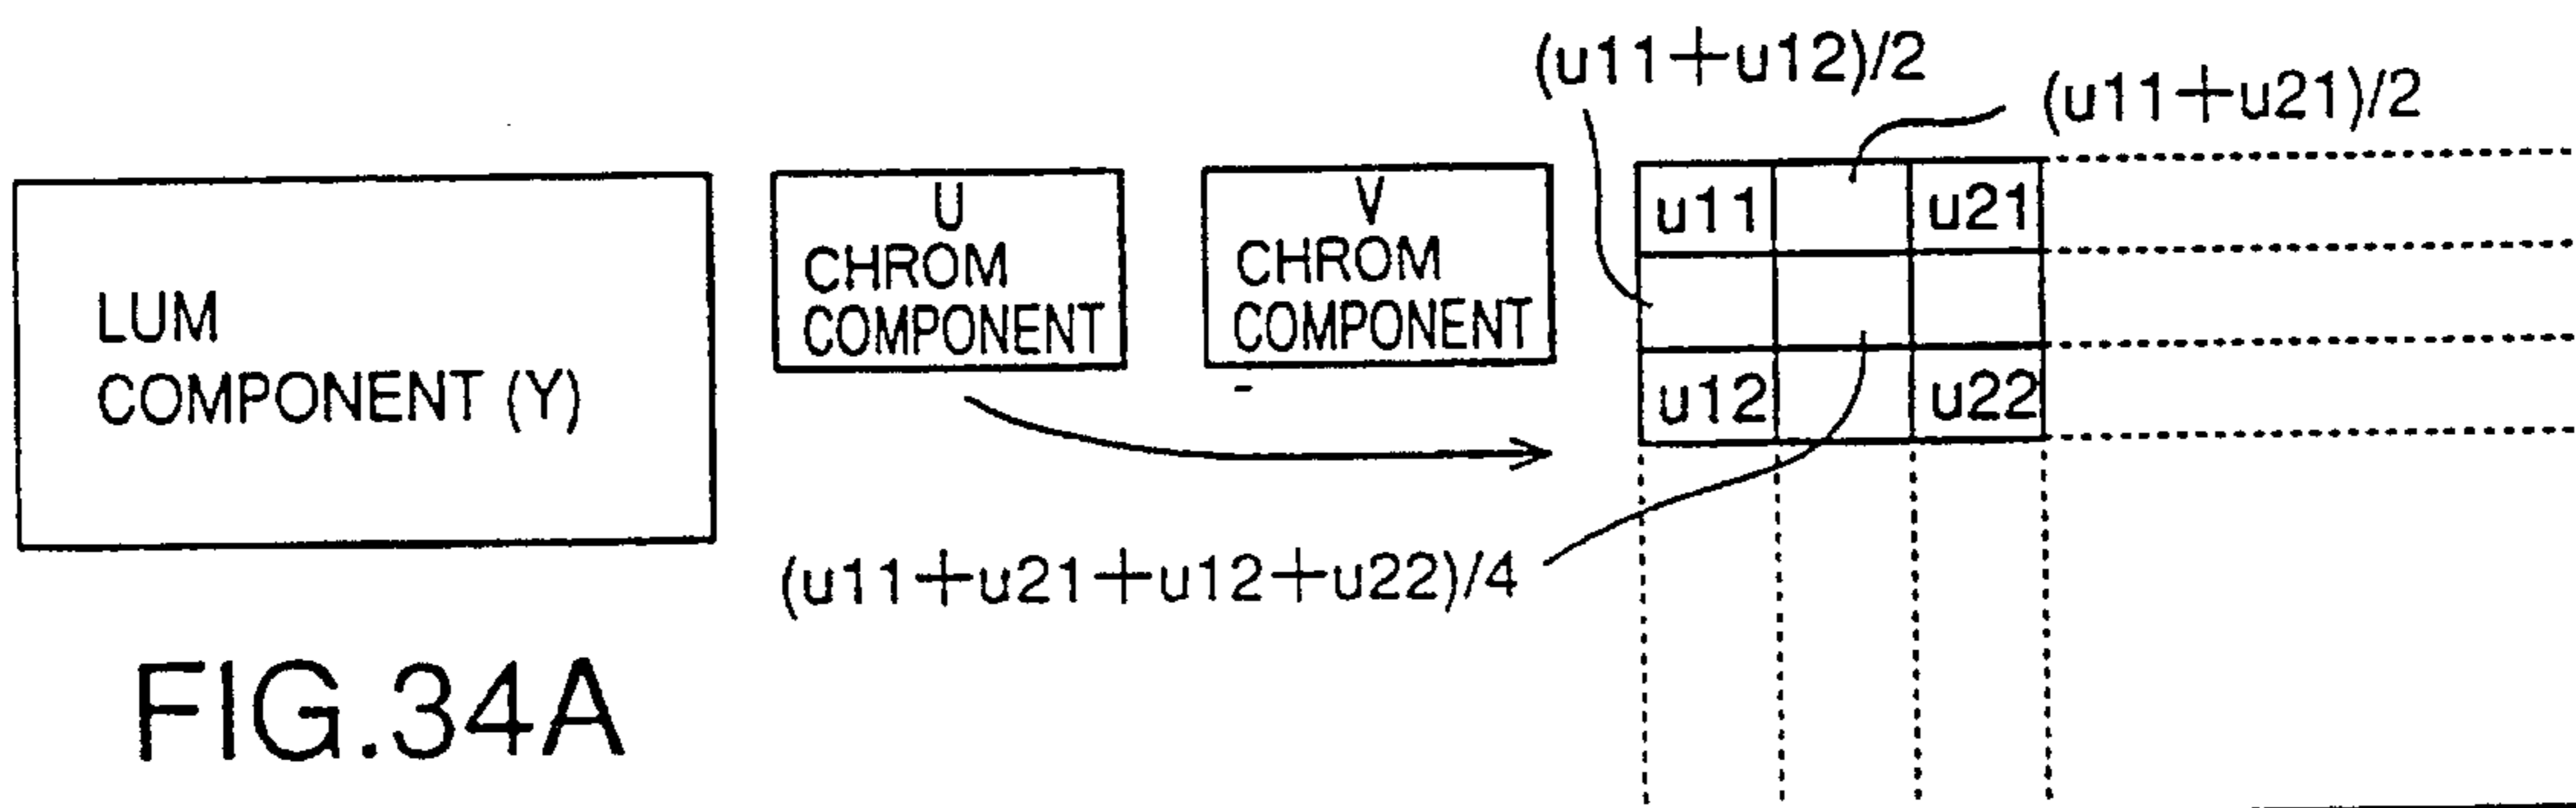 (u11+u12)/2
(u11+u21)/2
LUM
COMPONENT (Y)
U
CHROM
COMPONENT
V
CHROM
COMPONENT
u11
u21
u12
u22
(u11+u21+u12+u22)/4
FIG.34A